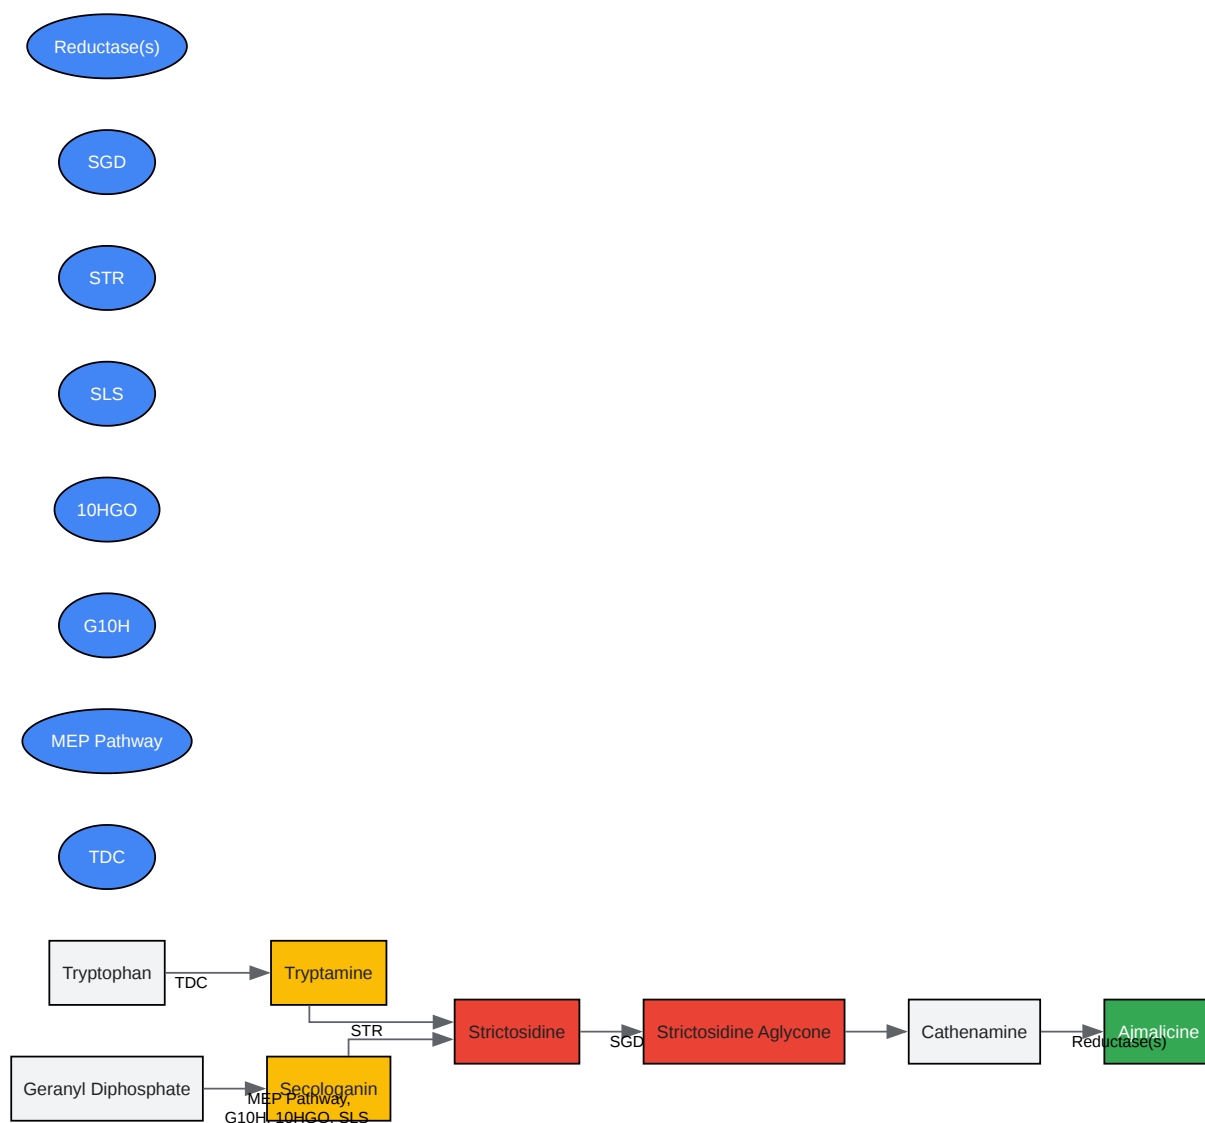 Reductase(s)
SGD
STR
SLS
10HGO
G10H
MEP Pathway
TDC
Tryptophan
TDC
Tryptamine
STR
Strictosidine
SGD
Strictosidine Aglycone
Cathenamine
Reductase(s)
Ajmalicine
Geranyl Diphosphate
Secologanin
MEP Pathway,
G10H, 10HGO, SLS